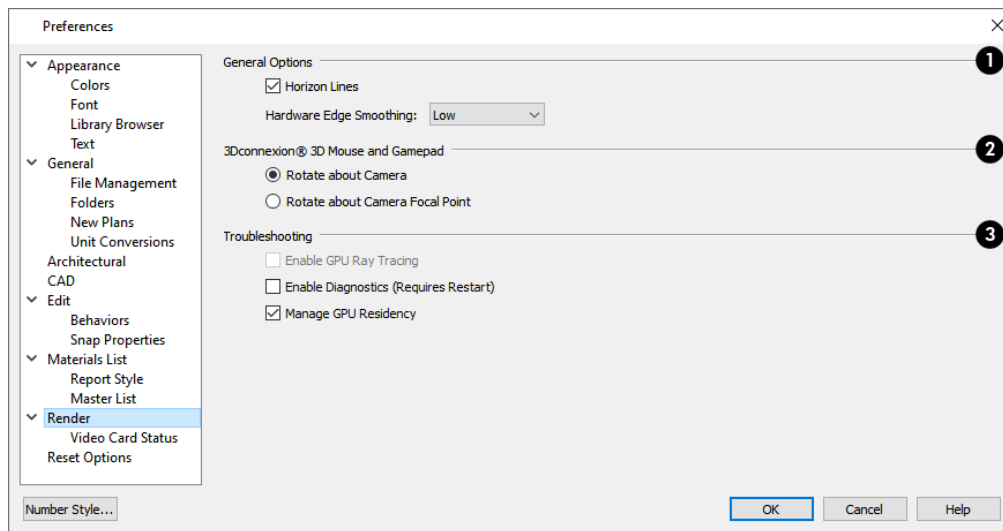 Preferences
Appearance
Colors
Font
Library Browser
Text
General
File Management
Folders
New Plans
Unit Conversions
Architectural
CAD
Edit
Behaviors
Snap Properties
Materials List
Report Style
Master List
Render
Video Card Status
Reset Options
General Options
1
Horizon Lines
Hardware Edge Smoothing: Low
3Dconnexion® 3D Mouse and Gamepad
2
Rotate about Camera
Rotate about Camera Focal Point
Troubleshooting
3
Enable GPU Ray Tracing
Enable Diagnostics (Requires Restart)
Manage GPU Residency
Number Style... OK Cancel Help